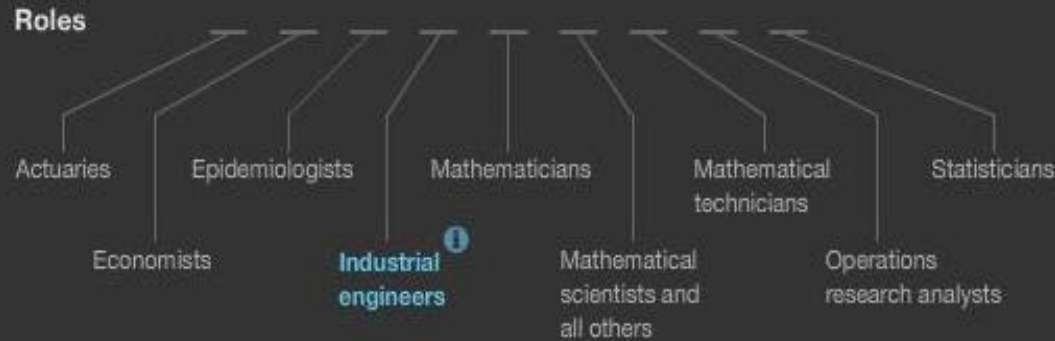 Roles
Actuaries
Epidemiologists
Mathematicians
Mathematical
technicians
Statisticians
Economists
Industrial
engineers
Mathematical
scientists and
all others
Operations
research analysts